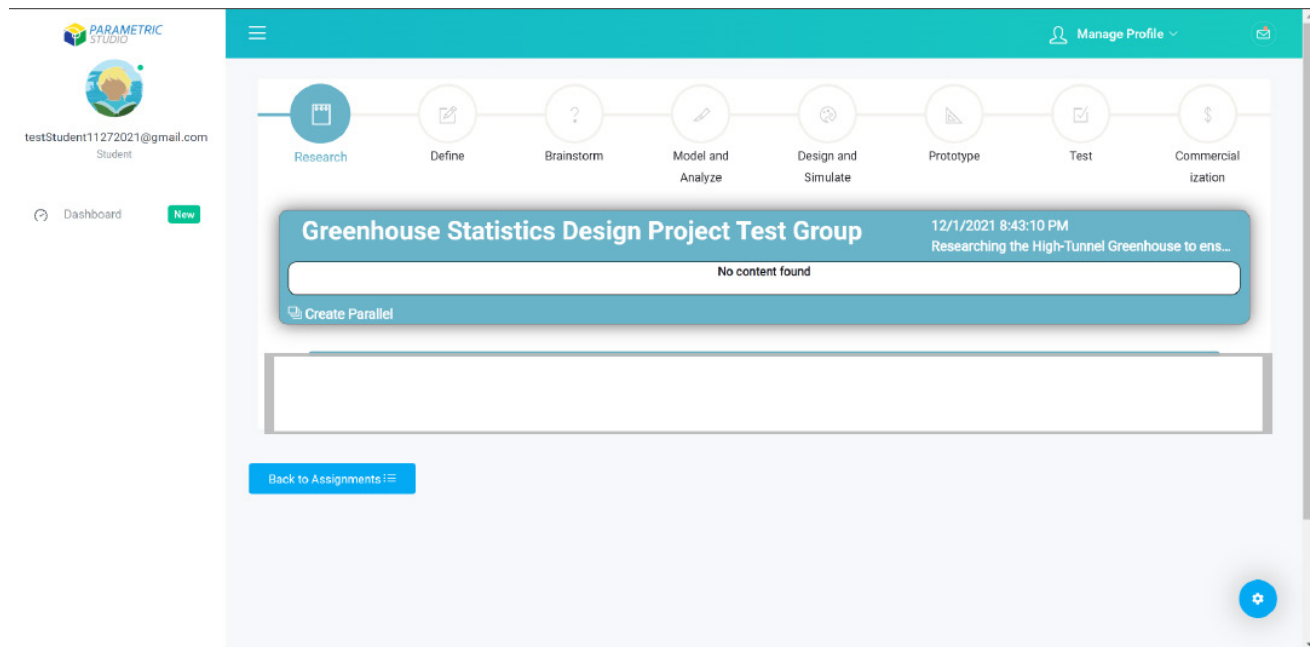 PARAMETRIC
STUDIO
Manage Profile
testStudent11272021@gmail.com
Student
Dashboard
New
Research
Define
Brainstorm
Model and
Analyze
Design and
Simulate
Prototype
Test
Commercial
ization
Greenhouse Statistics Design Project Test Group
12/1/2021 8:43:10 PM
Researching the High-Tunnel Greenhouse to ens...
No content found
Create Parallel
Back to Assignments